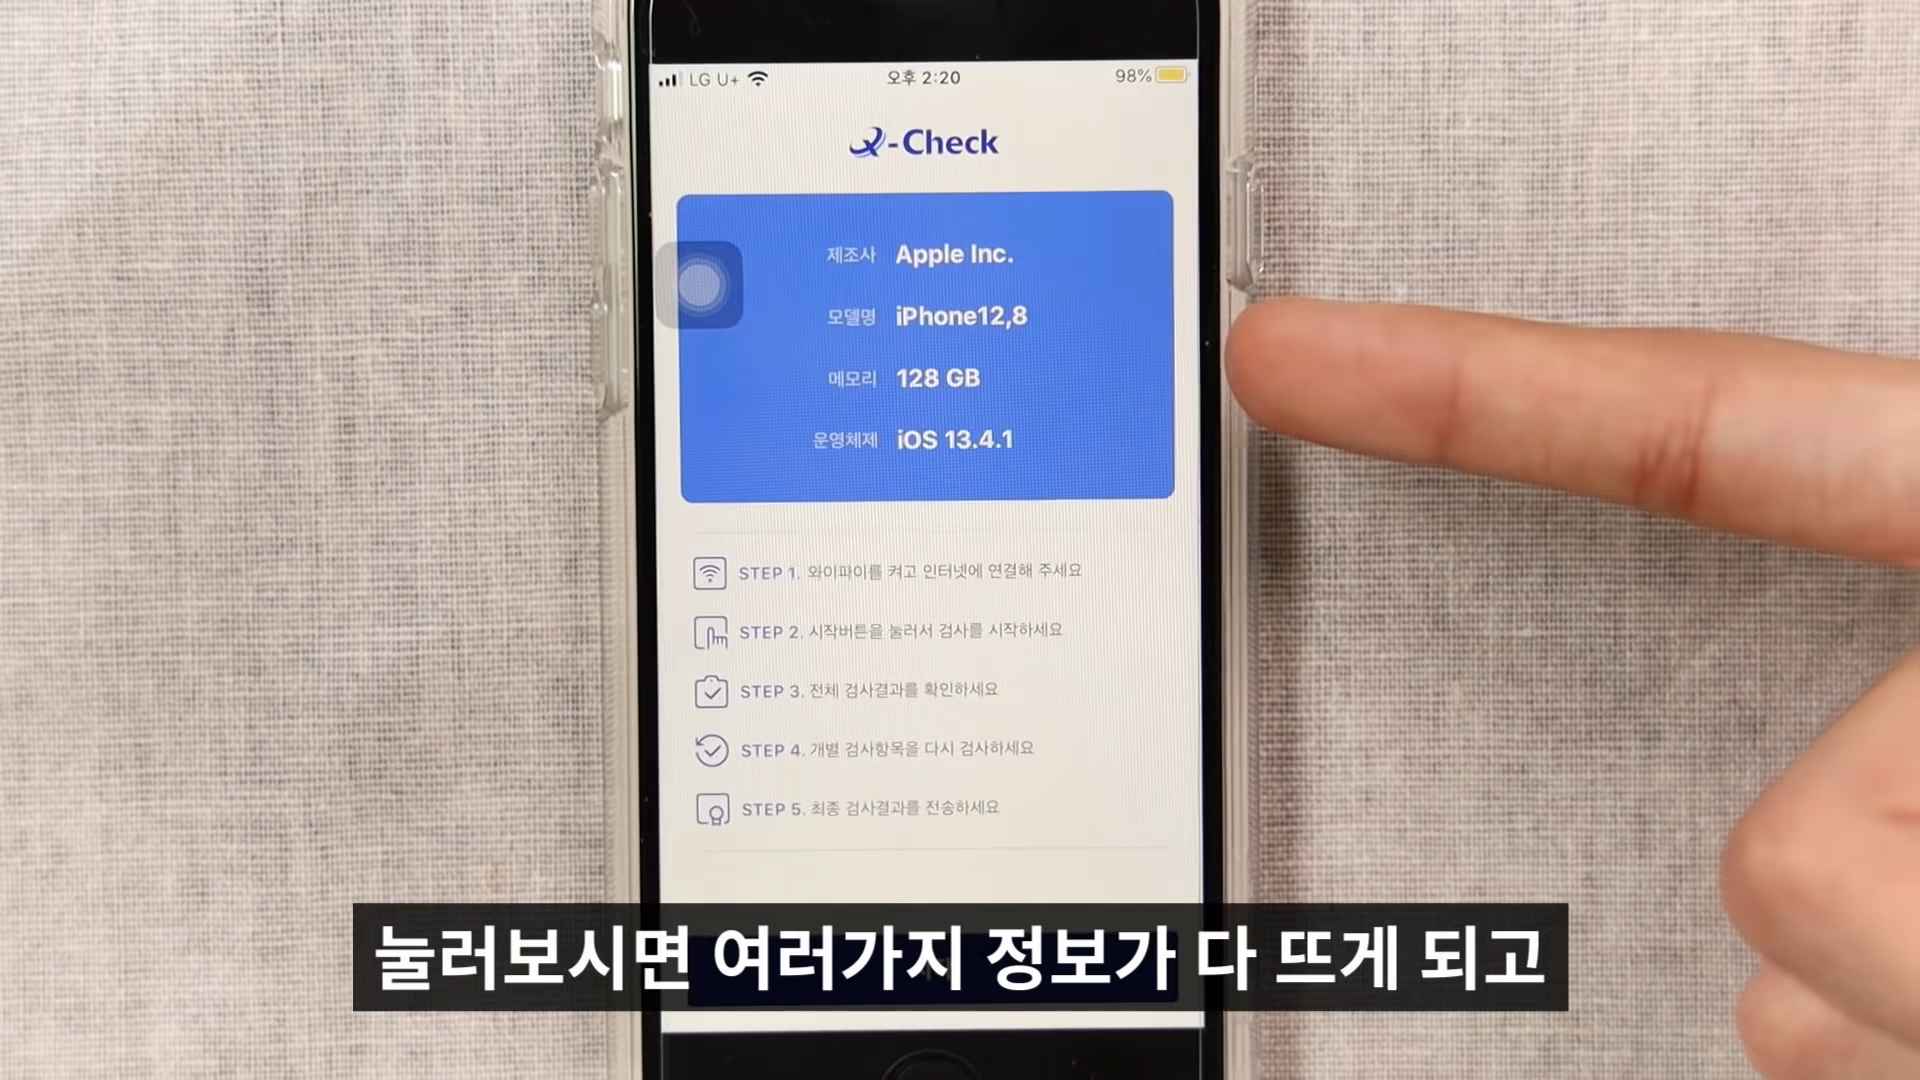 LG U+ 오후 2:20 98%
X-Check
제조사 Apple Inc.
모델명 iPhone12,8
메모리 128 GB
운영체제 iOS 13.4.1
STEP 1. 와이파이를 켜고 인터넷에 연결해 주세요
STEP 2. 시작버튼을 눌러서 검사를 시작하세요
STEP 3. 전체 검사결과를 확인하세요
STEP 4. 개별 검사항목을 다시 검사하세요
STEP 5. 최종 검사결과를 전송하세요
눌러보시면 여러가지 정보가 다 뜨게 되고